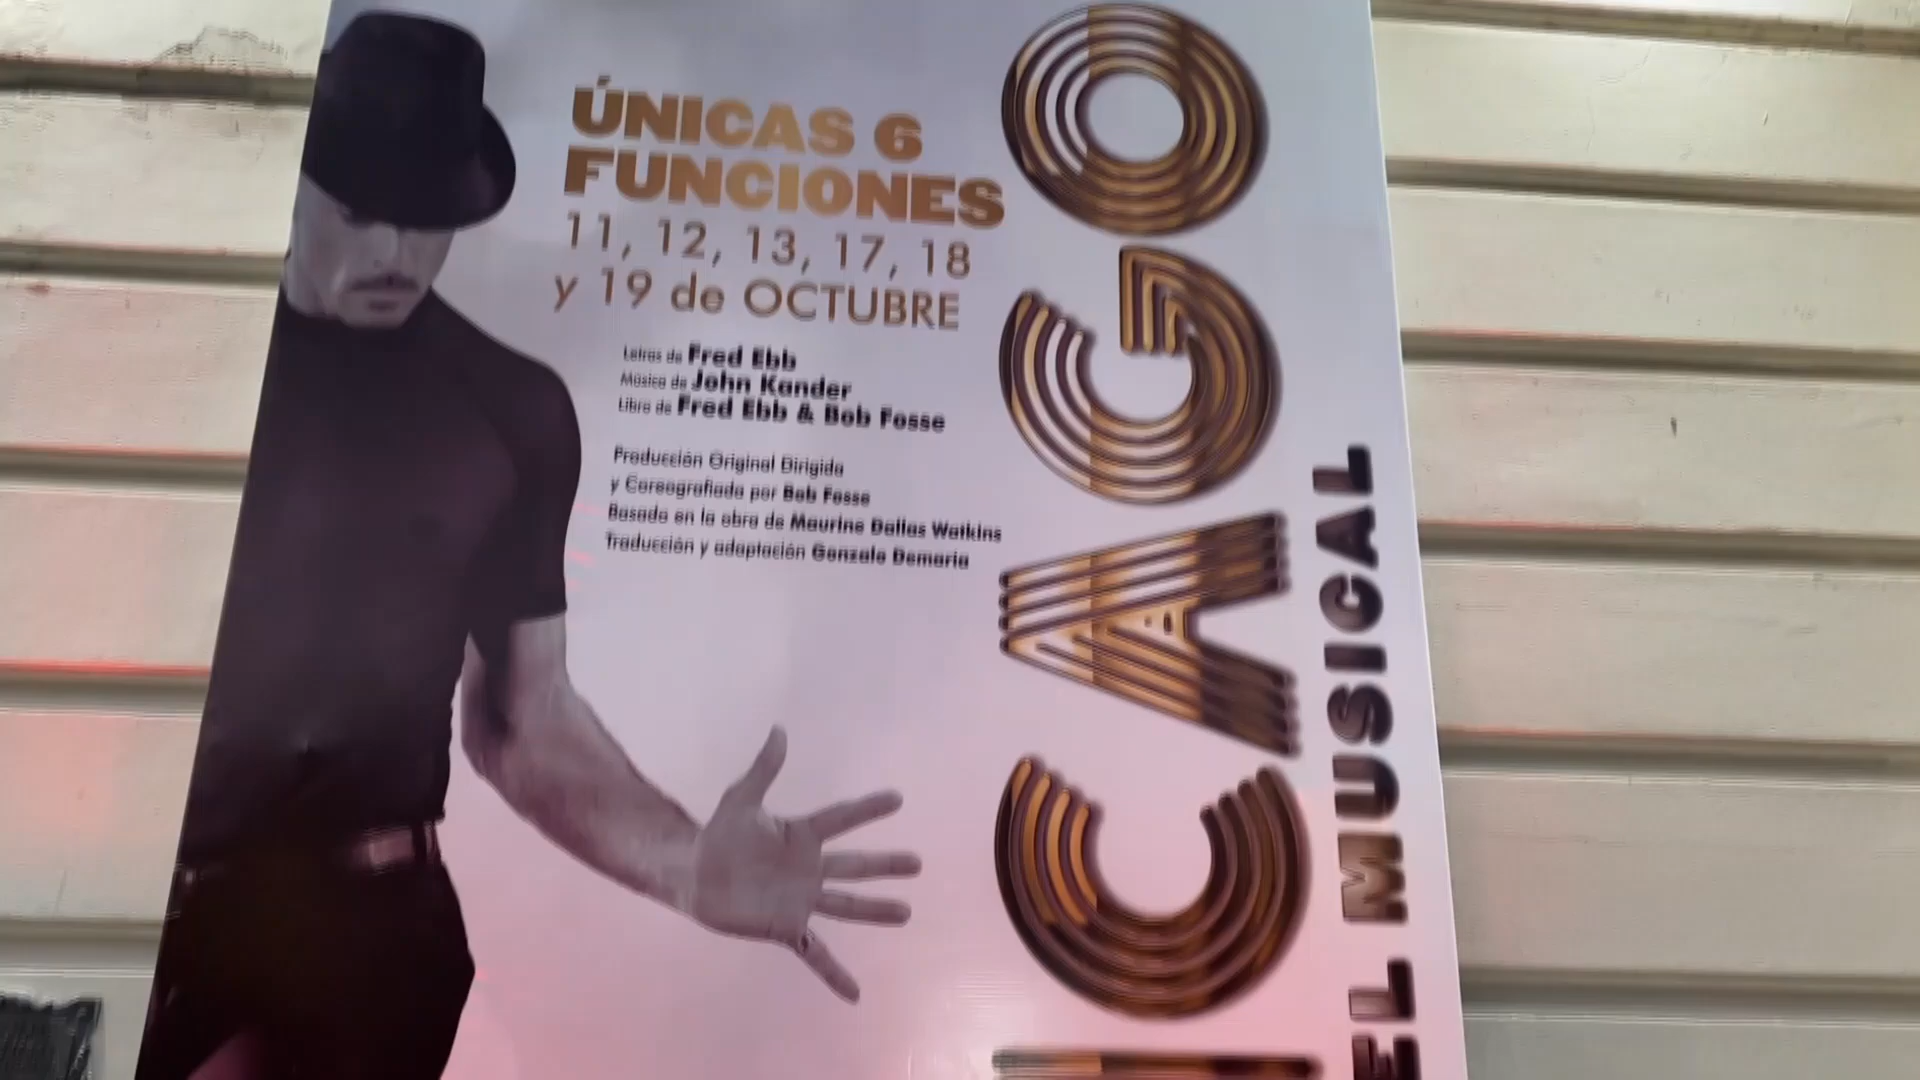 ÚNICAS 6
FUNCIONES
11, 12, 13, 17, 18
y 19 de OCTUBRE
Letras de Fred Ebb
Música de John Kander
Libro de Fred Ebb & Bob Fosse
Producción Original Dirigida
y Coreografiada por Bob Fosse
Basado en la obra de Maurine Dallas Watkins
Traducción y adaptación Gonzalo Demaria
ICAGO
EL MUSICAL